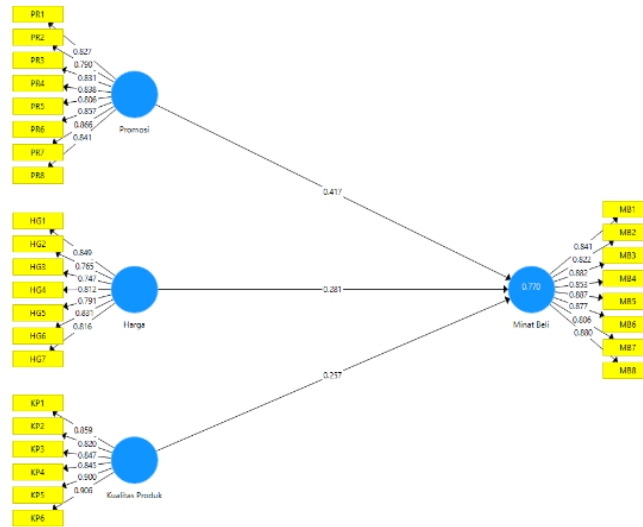 PR1
PR2
PR3
PR4
PR5
PR6
PR7
PR8
0.827
0.790
0.831
0.838
0.806
0.857
0.866
0.841
Promosi
0.417
HG1
HG2
HG3
HG4
HG5
HG6
HG7
0.849
0.765
0.747
0.812
0.791
0.831
0.816
Harga
0.281
KP1
KP2
KP3
KP4
KP5
KP6
0.859
0.820
0.847
0.845
0.900
0.906
Kualitas Produk
0.257
0.770
Minat Beli
0.841
0.822
0.882
0.853
0.887
0.877
0.806
0.880
MB1
MB2
MB3
MB4
MB5
MB6
MB7
MB8